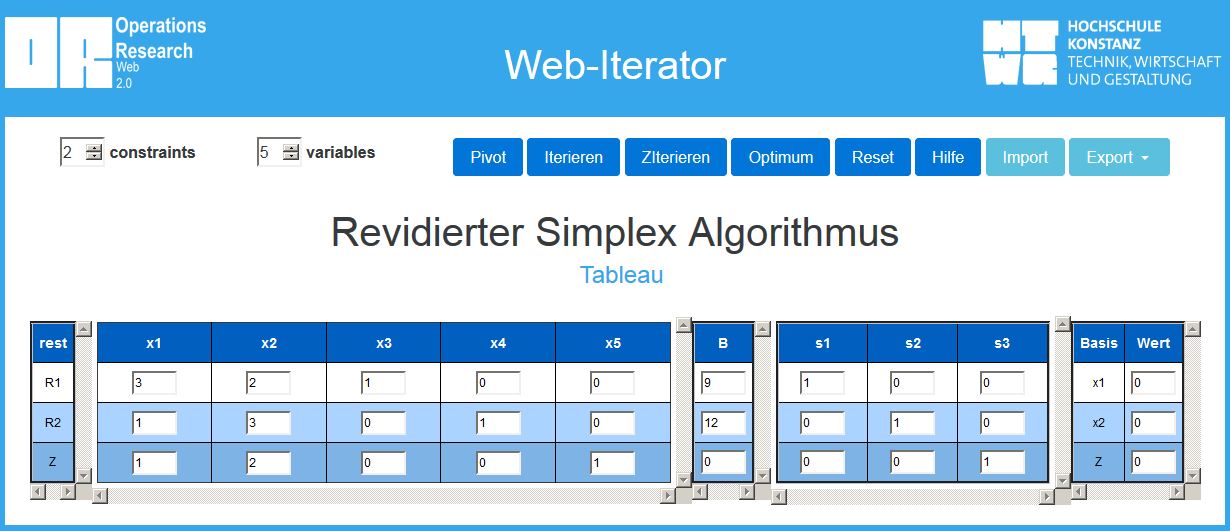 Operations
Research
Web
2.0
Web-Iterator
HOCHSCHULE
KONSTANZ
TECHNIK, WIRTSCHAFT
UND GESTALTUNG
2 constraints 5 variables Pivot Iterieren ZIterieren Optimum Reset Hilfe Import Export
Revidierter Simplex Algorithmus
Tableau
rest x1 x2 x3 x4 x5 B s1 s2 s3 Basis Wert
R1 3 2 1 0 0 9 1 0 0 x1 0
R2 1 3 0 1 0 12 0 1 0 x2 0
Z 1 2 0 0 1 0 0 0 1 Z 0